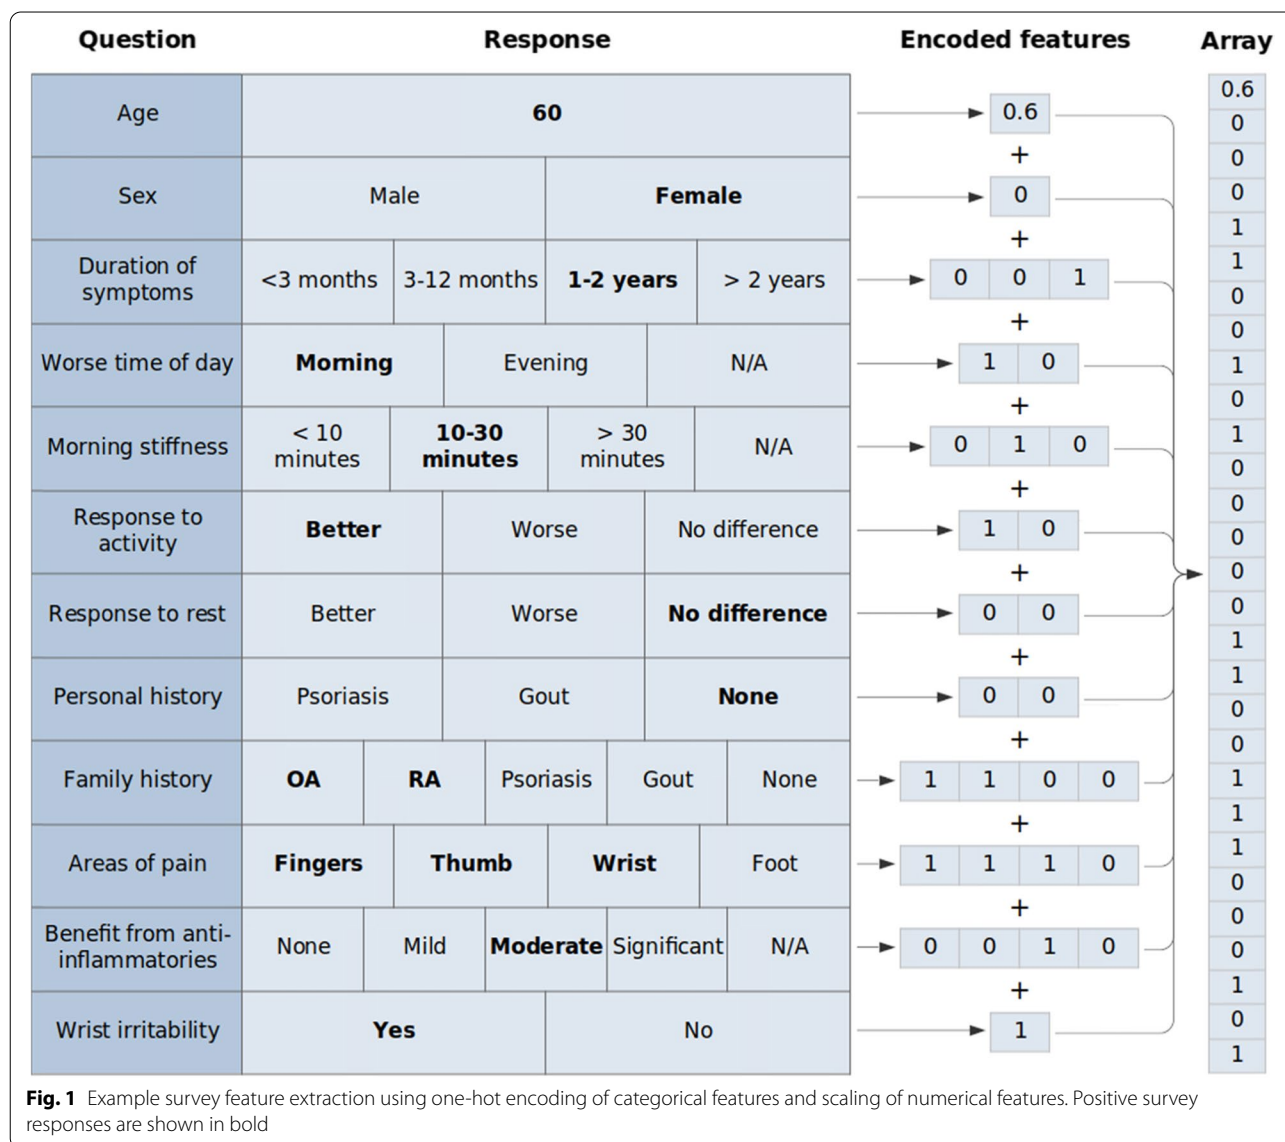 Question Response Encoded features Array
Age 60 0.6
+
Sex Male Female 0
+
Duration of
symptoms
<3 months 3-12 months 1-2 years > 2 years 0 0 1
+
Worse time of day Morning Evening N/A 1 0
+
Morning stiffness
< 10
minutes
10-30
minutes
> 30
minutes
N/A 0 1 0
+
Response to
activity
Better Worse No difference 1 0
+
Response to rest Better Worse No difference 0 0
+
Personal history Psoriasis Gout None 0 0
+
Family history OA RA Psoriasis Gout None 1 1 0 0
+
Areas of pain Fingers Thumb Wrist Foot 1 1 1 0
+
Benefit from anti-
inflammatories
None Mild Moderate Significant N/A 0 0 1 0
+
Wrist irritability Yes No 1
0.6
0
0
0
1
1
0
0
1
0
1
0
0
0
0
0
1
1
0
0
1
1
1
0
0
0
1
0
1
Fig. 1 Example survey feature extraction using one-hot encoding of categorical features and scaling of numerical features. Positive survey
responses are shown in bold